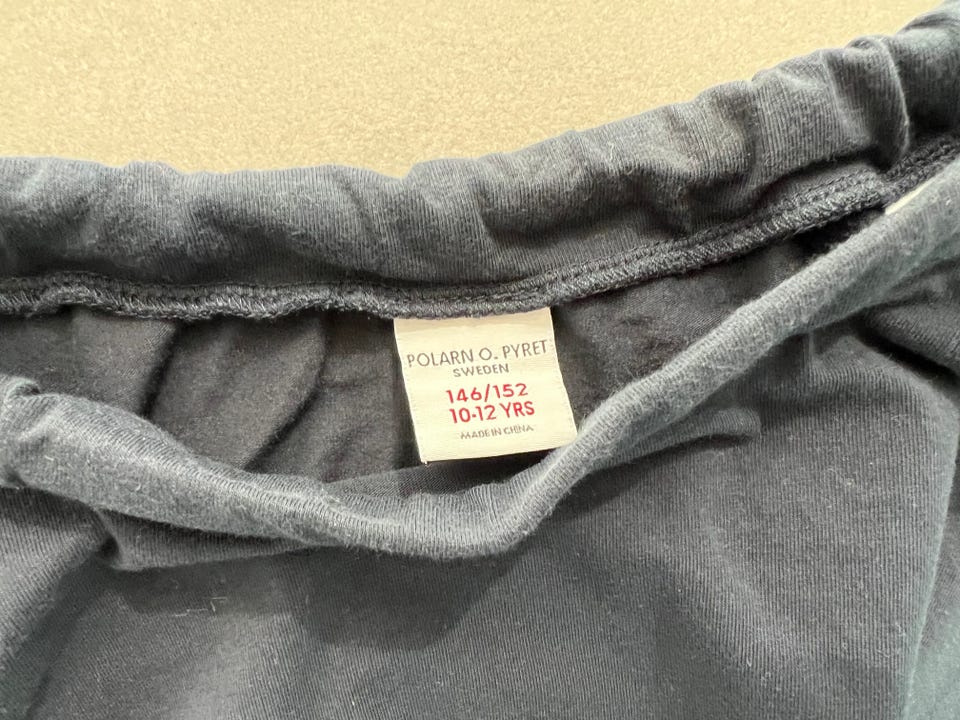 POLARN O. PYRET
SWEDEN
146/152
10-12 YRS
MADE IN CHINA